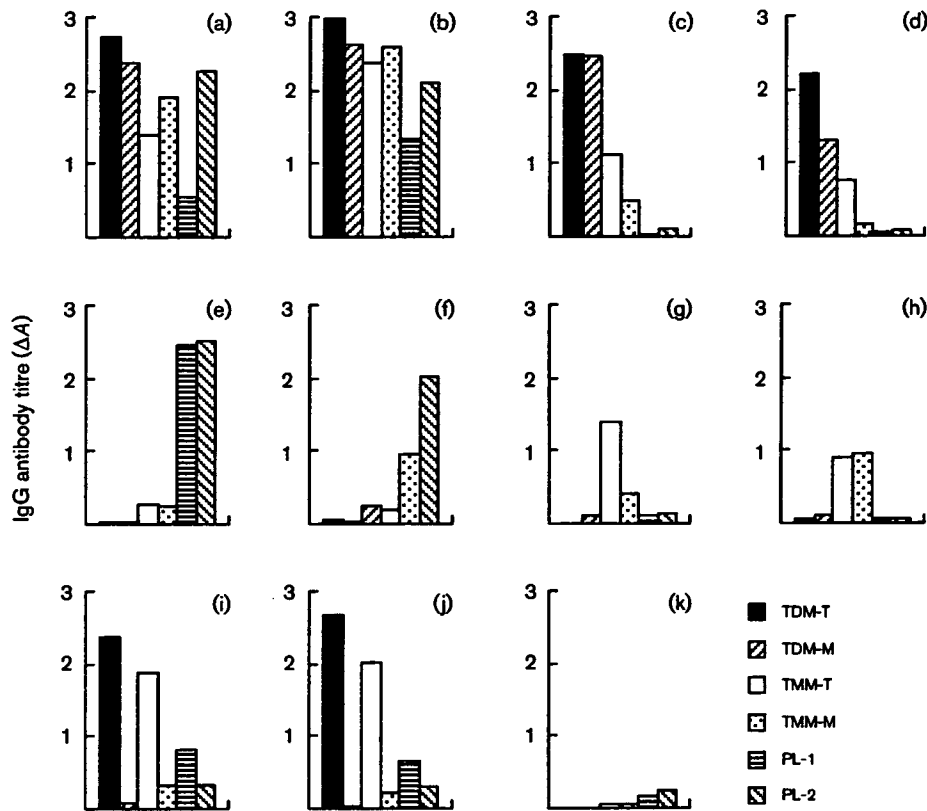 (a) (b) (c) (d)
3 3 3 3
2 2 2 2
1 1 1 1
IgG antibody titre (ΔA)
(e) (f) (g) (h)
3 3 3 3
2 2 2 2
1 1 1 1
(i) (j) (k)
3 3 3
2 2 2
1 1 1
TDM-T
TDM-M
TMM-T
TMM-M
PL-1
PL-2